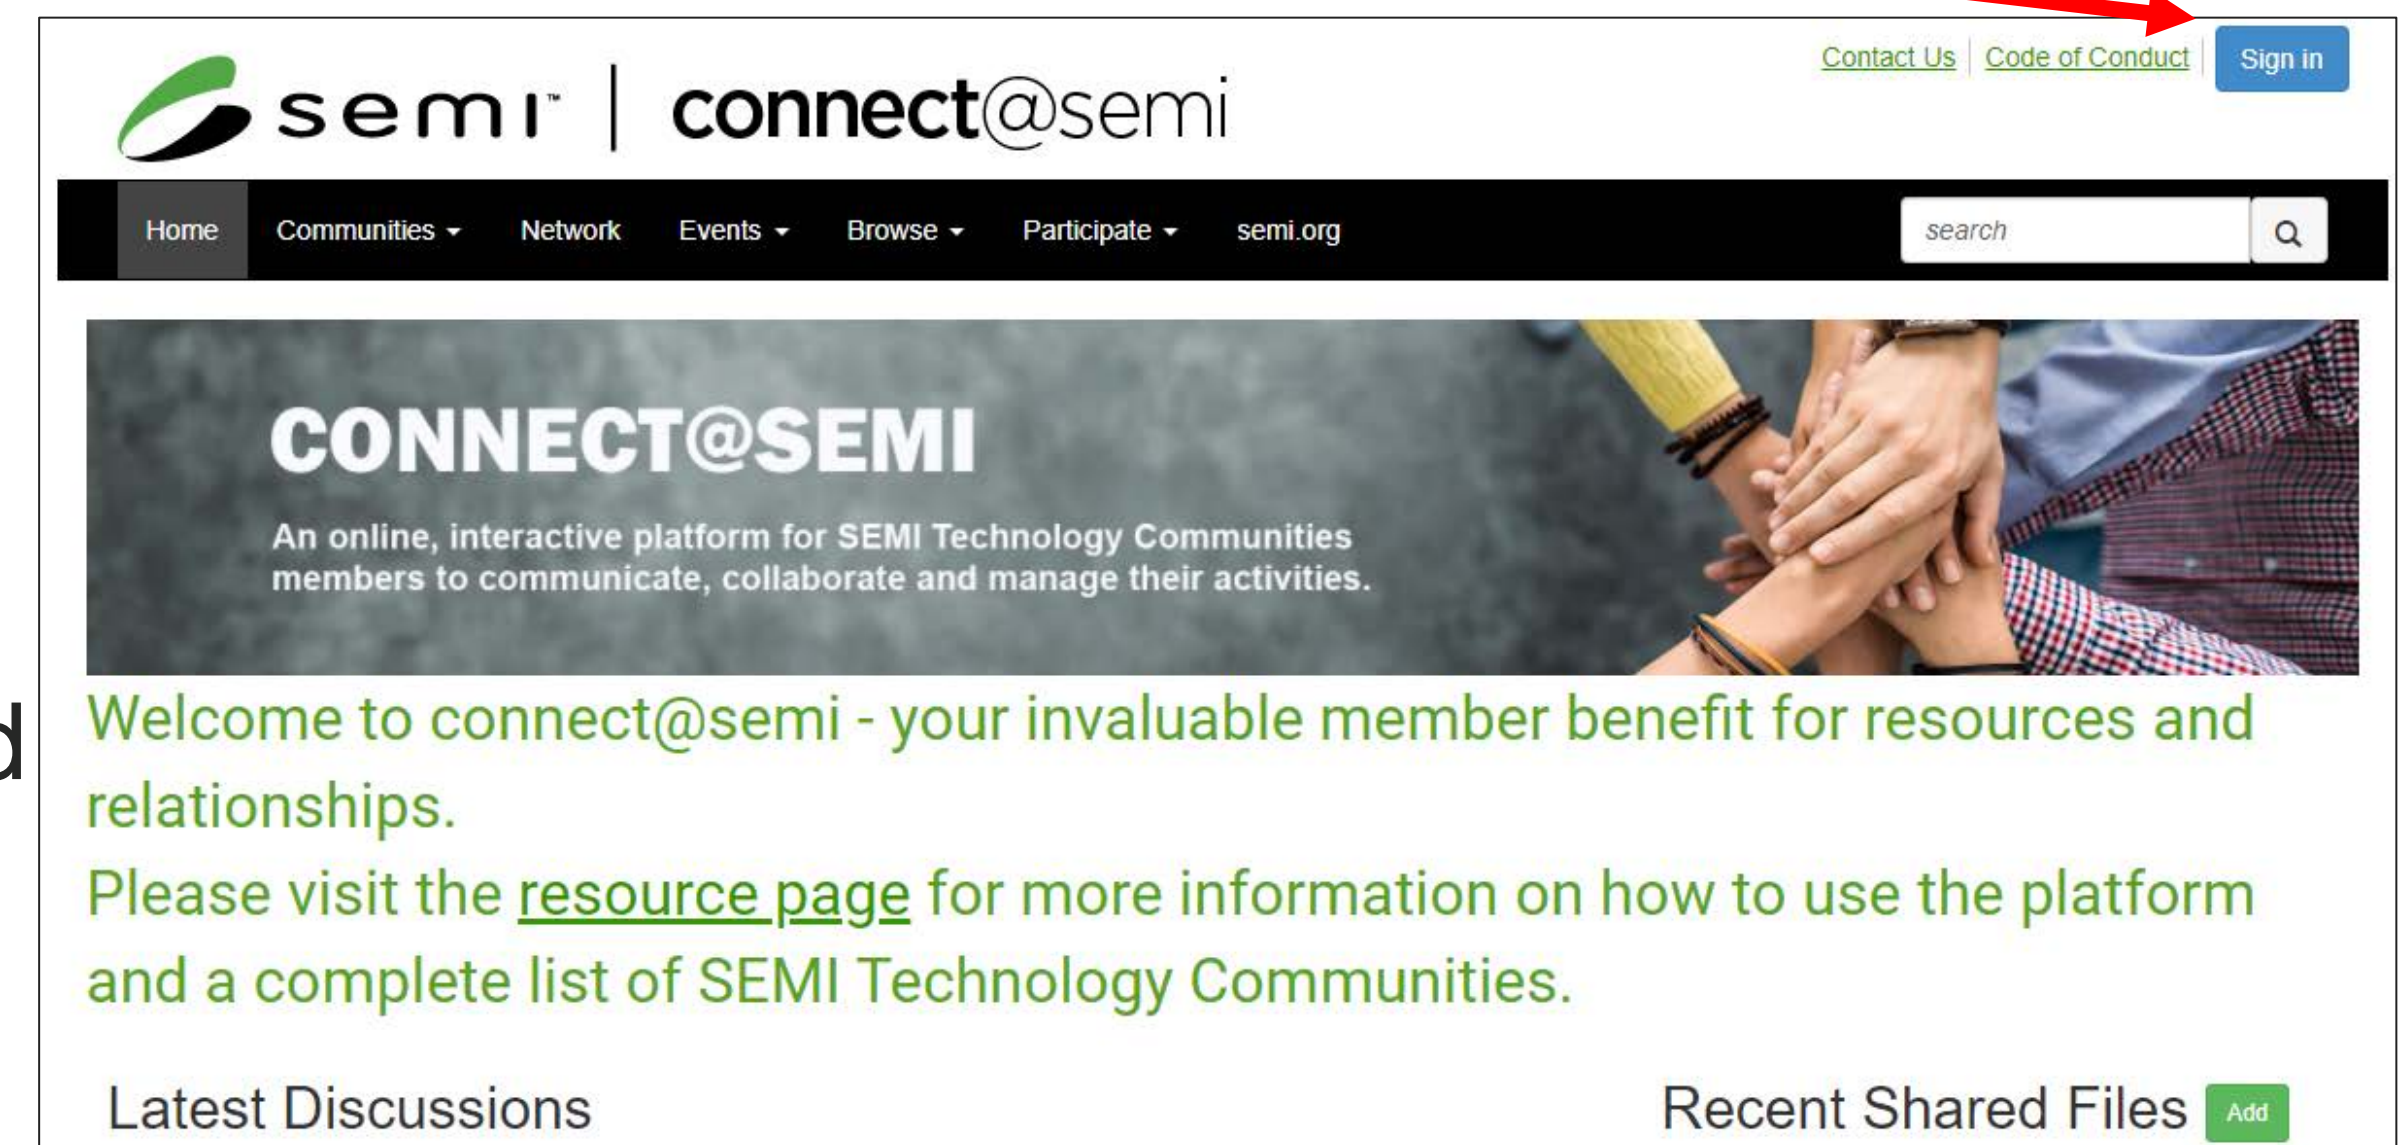 Contact Us Code of Conduct Sign in
semi™ connect@semi
Home Communities Network Events Browse Participate semi.org search
CONNECT@SEMI
An online, interactive platform for SEMI Technology Communities
members to communicate, collaborate and manage their activities.
d
Welcome to connect@semi - your invaluable member benefit for resources and
relationships.
Please visit the resource page for more information on how to use the platform
and a complete list of SEMI Technology Communities.
Latest Discussions
Recent Shared Files Add